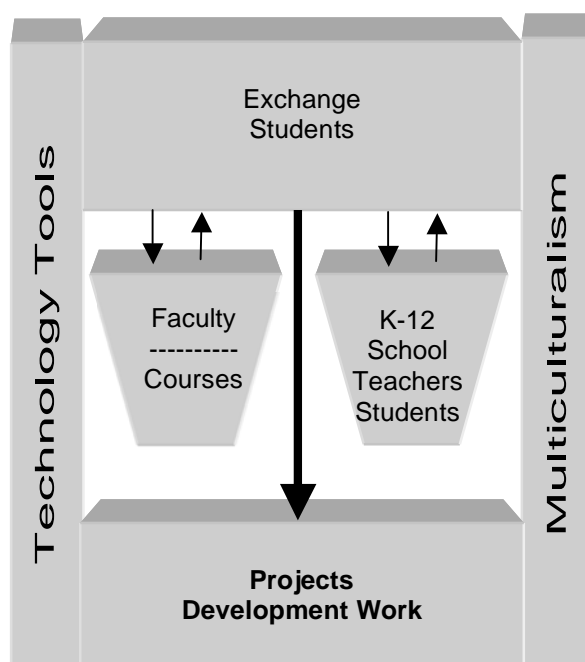 Technology Tools
Exchange
Students
Faculty
----------
Courses
K-12
School
Teachers
Students
Multiculturalism
Projects
Development Work